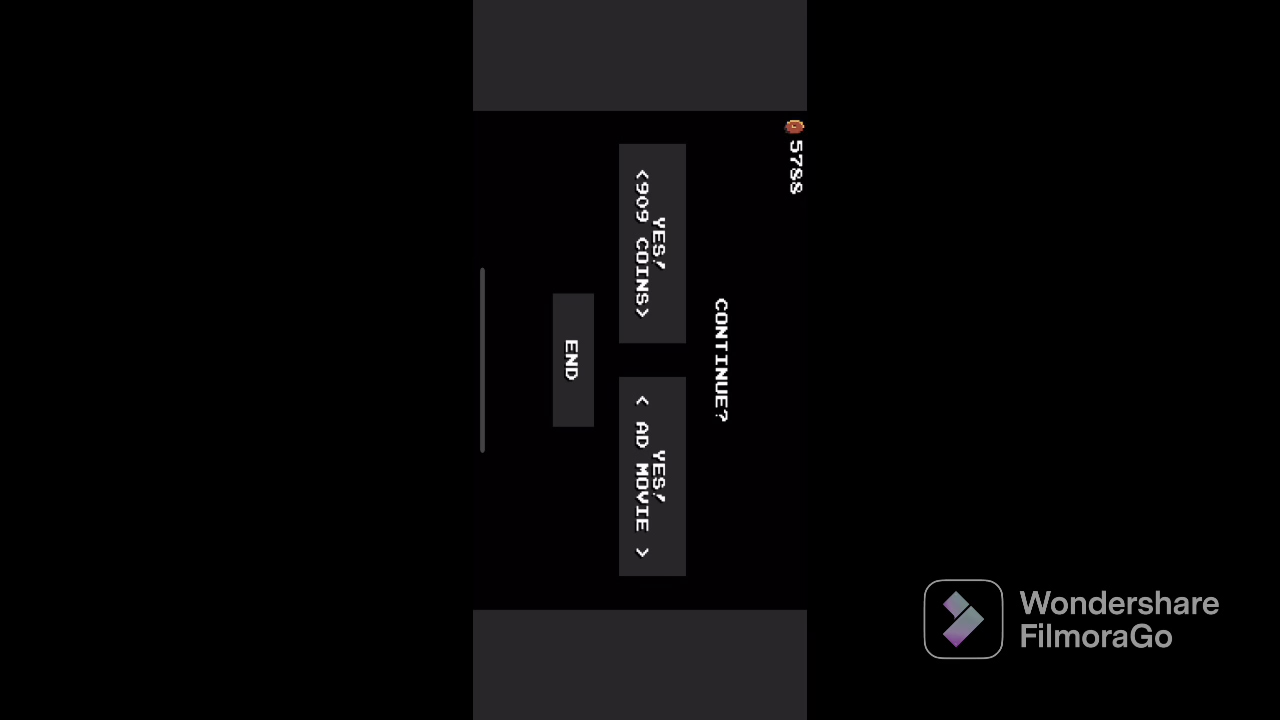 5788
CONTINUE?
YES!
<909 COINS>
YES!
< AD MOVIE >
END
Wondershare
FilmoraGo